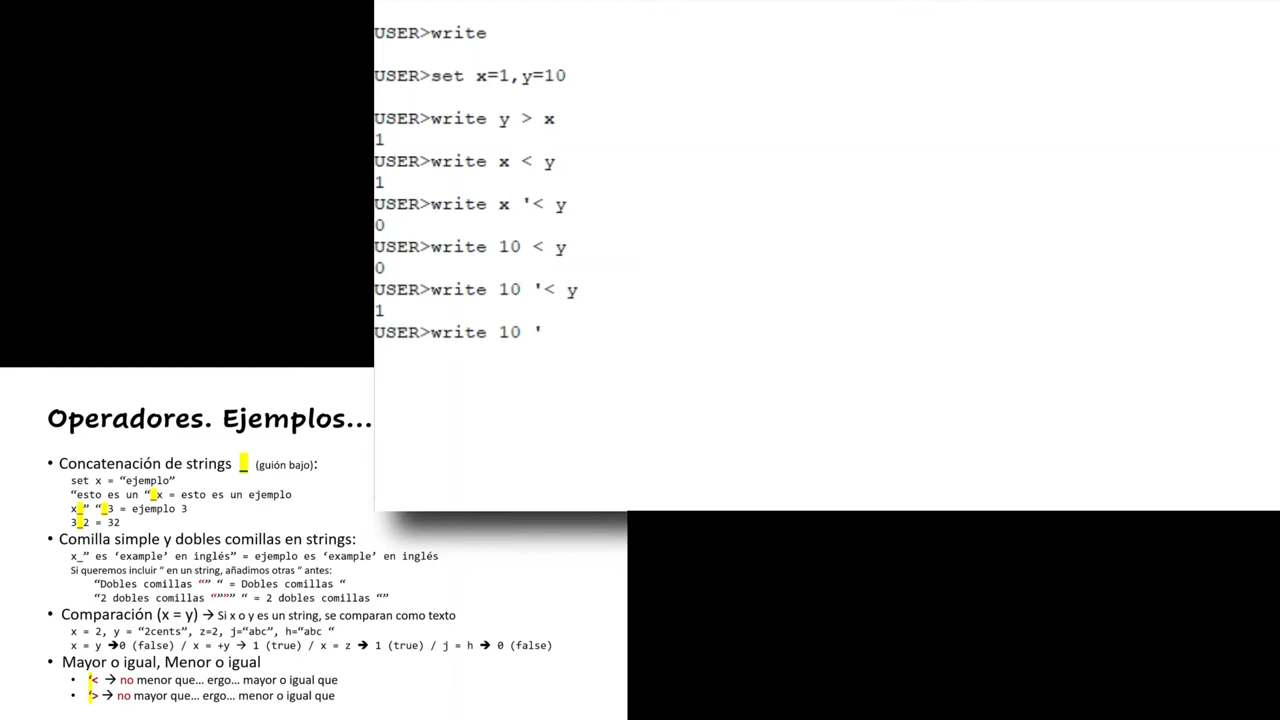 USER>write
USER>set x=1,y=10
USER>write y > x
1
USER>write x < y
1
USER>write x '< y
0
USER>write 10 < y
0
USER>write 10 '< y
1
USER>write 10 '
Operadores. Ejemplos...
• Concatenación de strings _ (guión bajo):
set x = “ejemplo”
“esto es un “_x = esto es un ejemplo
x_” “_3 = ejemplo 3
3_2 = 32
• Comilla simple y dobles comillas en strings:
x_” es ‘example’ en inglés” = ejemplo es ‘example’ en inglés
Si queremos incluir “ en un string, añadimos otras “ antes:
“Dobles comillas “” “ = Dobles comillas “
“2 dobles comillas “””” “ = 2 dobles comillas “”
• Comparación (x = y) → Si x o y es un string, se comparan como texto
x = 2, y = “2cents”, z=2, j=“abc”, h=“abc “
x = y →0 (false) / x = +y → 1 (true) / x = z → 1 (true) / j = h → 0 (false)
• Mayor o igual, Menor o igual
• ‘< → no menor que… ergo… mayor o igual que
• ‘> → no mayor que… ergo… menor o igual que